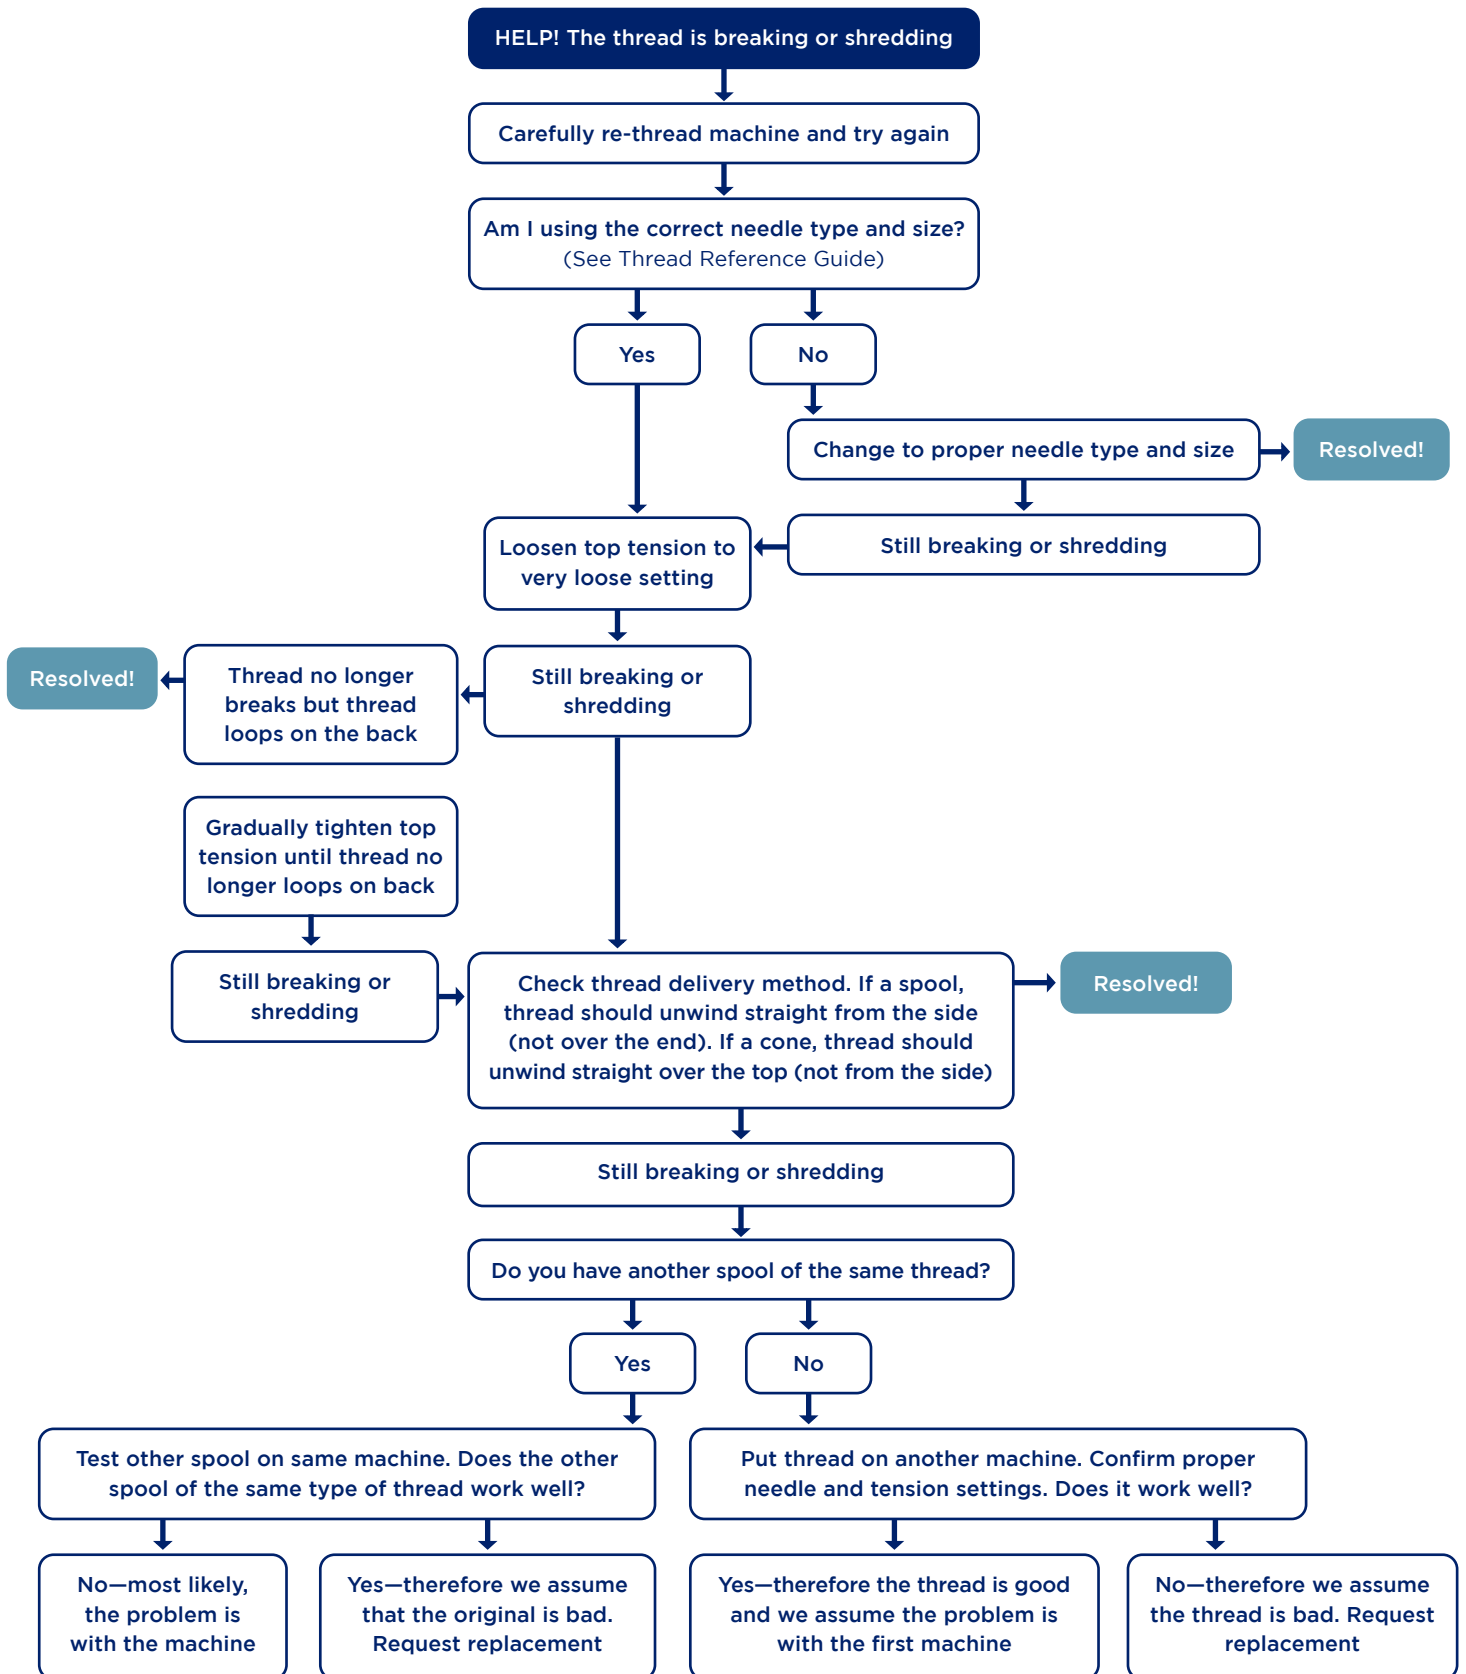 HELP! The thread is breaking or shredding
Carefully re-thread machine and try again
Am I using the correct needle type and size?
(See Thread Reference Guide)
Yes
No
Change to proper needle type and size
Resolved!
Still breaking or shredding
Loosen top tension to
very loose setting
Still breaking or
shredding
Thread no longer
breaks but thread
loops on the back
Resolved!
Gradually tighten top
tension until thread no
longer loops on back
Still breaking or
shredding
Check thread delivery method. If a spool,
thread should unwind straight from the side
(not over the end). If a cone, thread should
unwind straight over the top (not from the side)
Resolved!
Still breaking or shredding
Do you have another spool of the same thread?
Yes
No
Test other spool on same machine. Does the other
spool of the same type of thread work well?
Put thread on another machine. Confirm proper
needle and tension settings. Does it work well?
No—most likely,
the problem is
with the machine
Yes—therefore we assume
that the original is bad.
Request replacement
Yes—therefore the thread is good
and we assume the problem is
with the first machine
No—therefore we assume
the thread is bad. Request
replacement